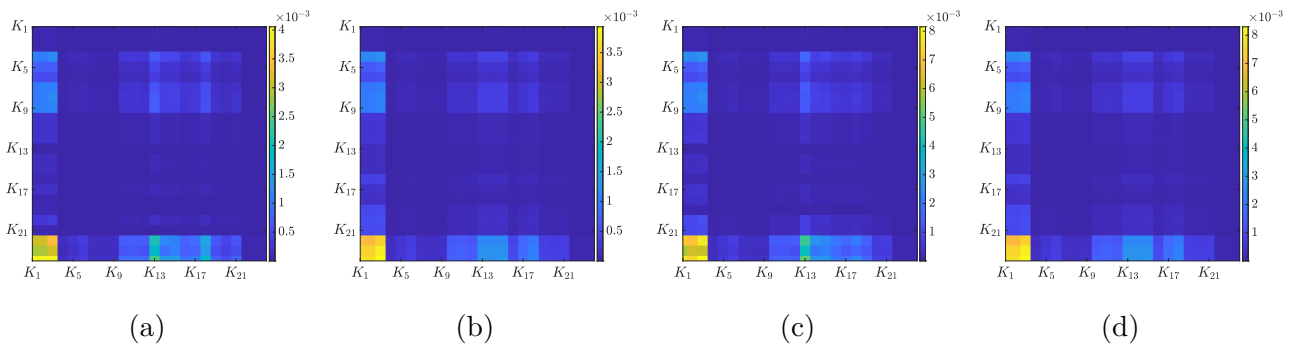 ×10⁻³ ×10⁻³ ×10⁻³ ×10⁻³
K₁ 4 K₁ K₁ 8 K₁ 8
3.5 3.5 7 7
K₅ 3 K₅ 3 K₅ 6 K₅ 6
2.5 2.5 5 5
K₉ K₉ K₉ K₉
2 2 4 4
K₁₃ K₁₃ K₁₃ K₁₃
1.5 1.5 3 3
K₁₇ 1 K₁₇ 1 K₁₇ 2 K₁₇ 2
K₂₁ 0.5 K₂₁ 0.5 K₂₁ 1 K₂₁ 1
K₁ K₅ K₉ K₁₃ K₁₇ K₂₁ K₁ K₅ K₉ K₁₃ K₁₇ K₂₁ K₁ K₅ K₉ K₁₃ K₁₇ K₂₁ K₁ K₅ K₉ K₁₃ K₁₇ K₂₁
(a) (b) (c) (d)